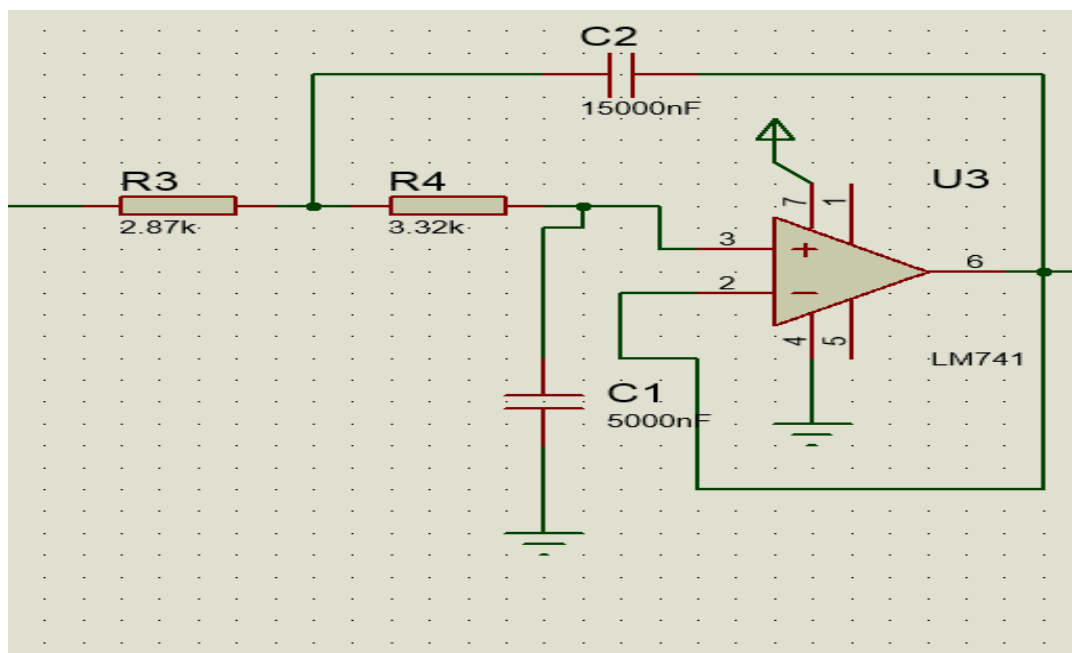 C2
15000nF
R3
2.87k
R4
3.32k
U3
7
1
3
+
2
−
6
4
5
LM741
C1
5000nF